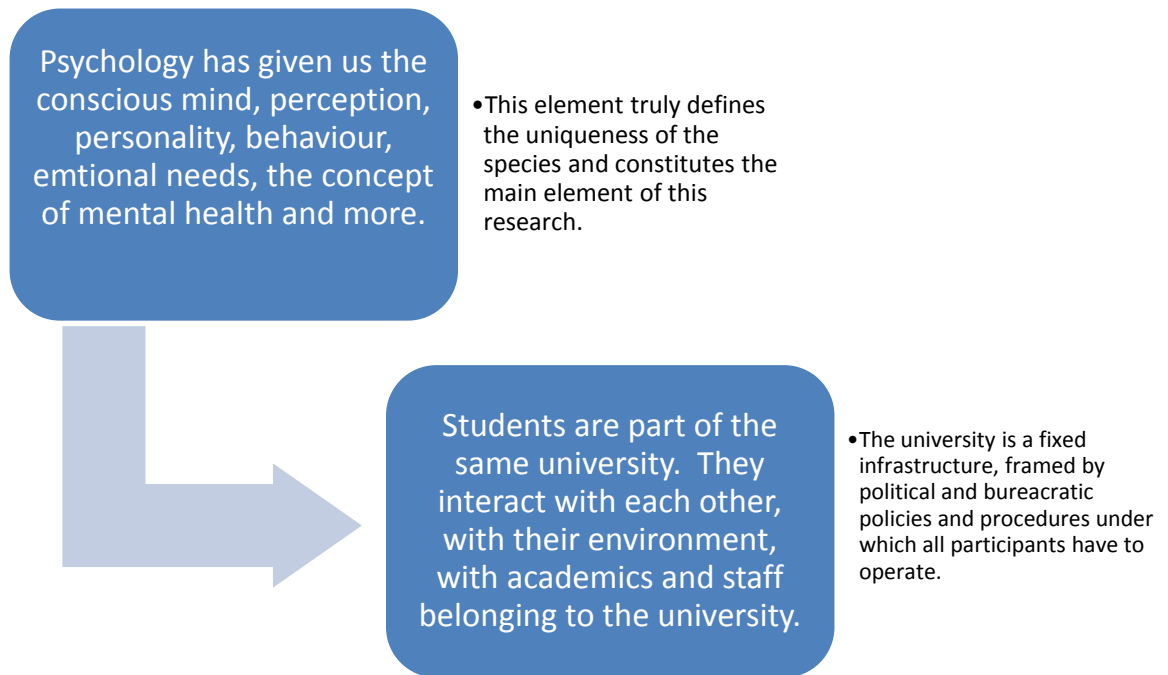 Psychology has given us the
conscious mind, perception,
personality, behaviour,
emtional needs, the concept
of mental health and more.
•This element truly defines
the uniqueness of the
species and constitutes the
main element of this
research.
Students are part of the
same university. They
interact with each other,
with their environment,
with academics and staff
belonging to the university.
•The university is a fixed
infrastructure, framed by
political and bureacratic
policies and procedures under
which all participants have to
operate.